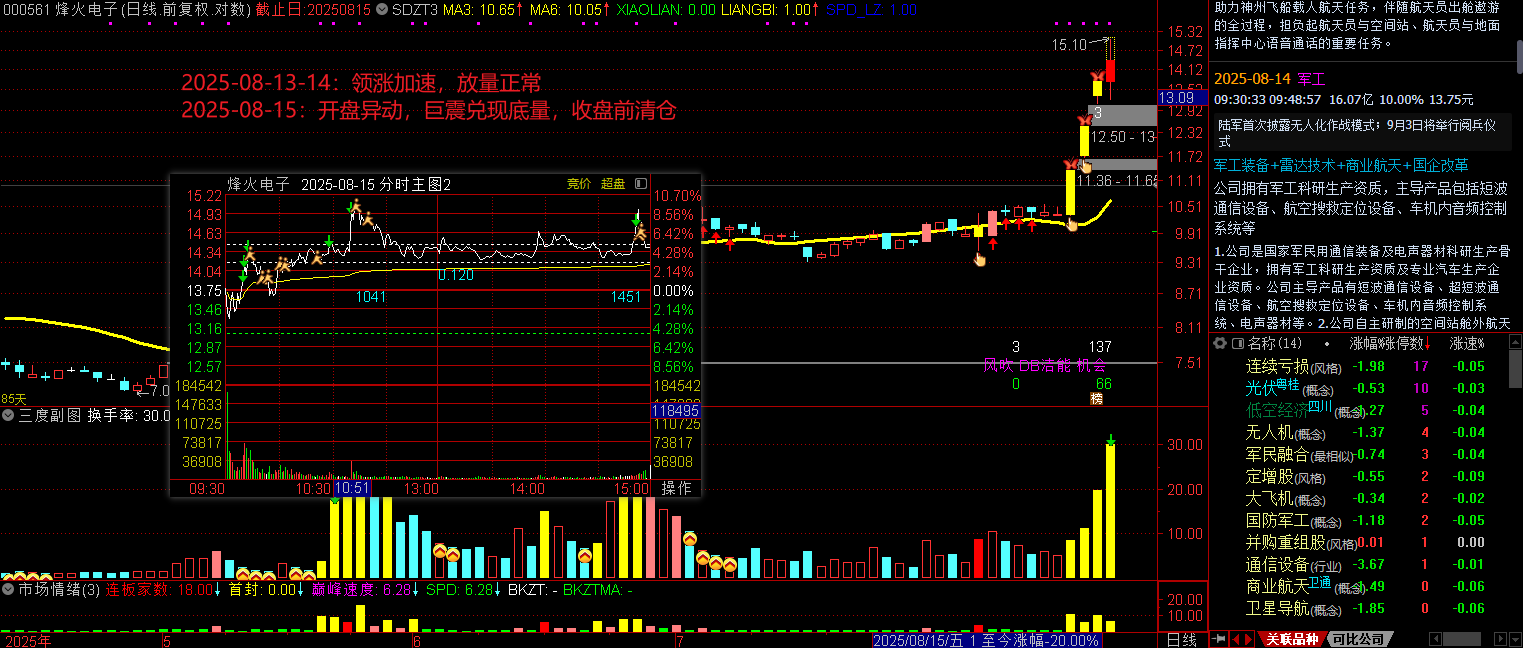 000561 烽火电子(日线.前复权.对数) 截止日:20250815 SDZT3 MA3: 10.65↑ MA6: 10.05↑ XIAOLIAN: 0.00 LIANGBI: 1.00↑ SPD_LZ: 1.00
2025-08-13-14：领涨加速，放量正常
2025-08-15：开盘异动，巨震兑现底量，收盘前清仓
15.10
3
12.50 - 13
11.36 - 11.65
15.32
14.72
14.12
13.09
12.92
12.32
11.72
11.11
10.51
9.91
9.31
8.71
8.11
7.51
烽火电子 2025-08-15 分时主图2 竞价 超盘
15.22 10.70%
14.93 8.56%
14.63 6.42%
14.34 4.28%
14.04 2.14%
13.75 0.00%
13.46 2.14%
13.16 4.28%
12.87 6.42%
12.57 8.56%
184542 184542
147633
118495
110725 110725
73817 73817
36908 36908
0.120
1041
1451
09:30 10:30 10:51 13:00 14:00 15:00 操作
←7.0
85天
3 137
风吹 DB洁能 机会
0 66
榜
三度副图 换手率: 30.0
30.00
20.00
10.00
市场情绪(3) 连板家数: 18.00↓ 首封: 0.00↓ 巅峰速度: 6.28↓ SPD: 6.28↓ BKZT: - BKZTMA: -
20.00
10.00
2025年 5 6 7 2025/08/15/五 1 至今涨幅-20.00% 日线
助力神州飞船载人航天任务，伴随航天员出舱遨游
的全过程，担负起航天员与空间站、航天员与地面
指挥中心语音通话的重要任务。
2025-08-14 军工
09:30:33 09:48:57 16.07亿 10.00% 13.75元
陆军首次披露无人化作战模式；9月3日将举行阅兵仪
式
军工装备+雷达技术+商业航天+国企改革
公司拥有军工科研生产资质，主导产品包括短波
通信设备、航空搜救定位设备、车机内音频控制
系统等
1.公司是国家军民用通信装备及电声器材科研生产骨
干企业，拥有军工科研生产资质及专业汽车生产企
业资质。公司主导产品有短波通信设备、超短波通
信设备、航空搜救定位设备、车机内音频控制系
统、电声器材等。2.公司自主研制的空间站舱外航天
名称(14) • 涨幅% 涨停数↓ 涨速%
连续亏损(风格) -1.98 17 -0.05
光伏粤桂(概念) -0.53 10 -0.03
低空经济四川(概念) 1.27 5 -0.04
无人机(概念) -1.37 4 -0.04
军民融合(最相似) -0.74 3 -0.04
定增股(风格) -0.55 2 -0.09
大飞机(概念) -0.34 2 -0.02
国防军工(概念) -1.18 2 -0.05
并购重组股(风格) 0.01 1 0.00
通信设备(行业) -3.67 1 -0.01
商业航天卫通(概念) 1.49 0 -0.06
卫星导航(概念) -1.85 0 -0.06
关联品种 可比公司